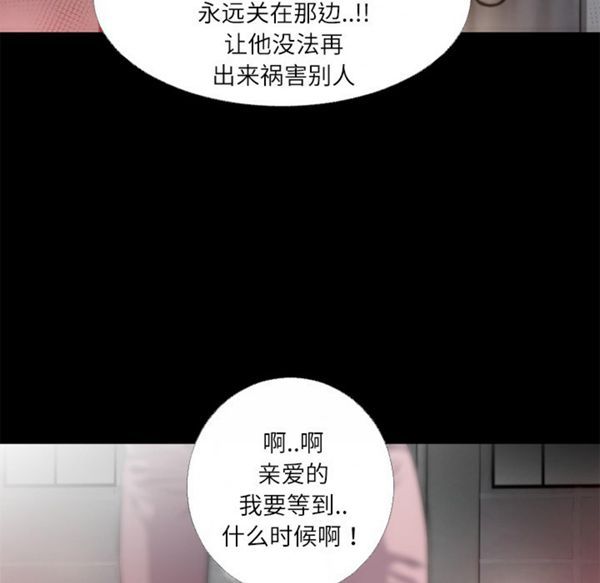 永远关在那边..!!
让他没法再
出来祸害别人
啊..啊
亲爱的
我要等到..
什么时候啊！